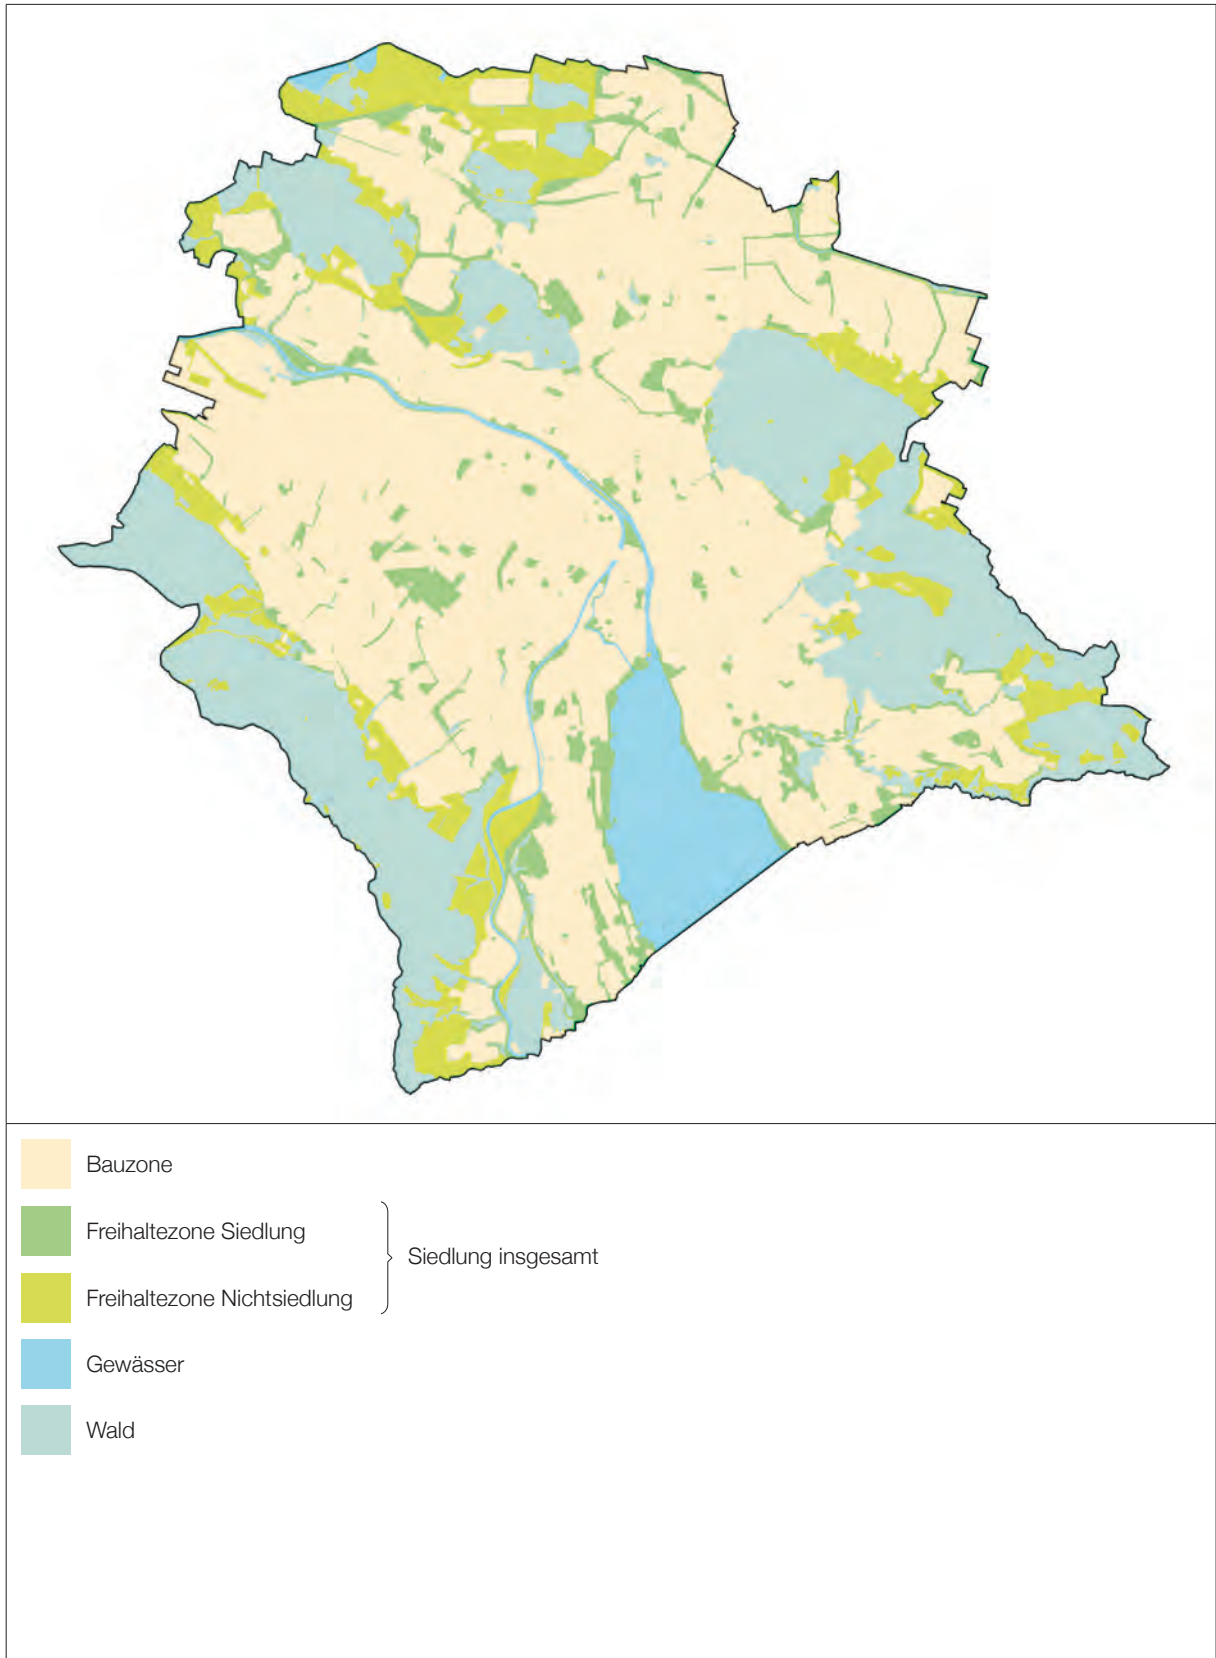 Bauzone
Freihaltezone Siedlung
Siedlung insgesamt
Freihaltezone Nichtsiedlung
Gewässer
Wald